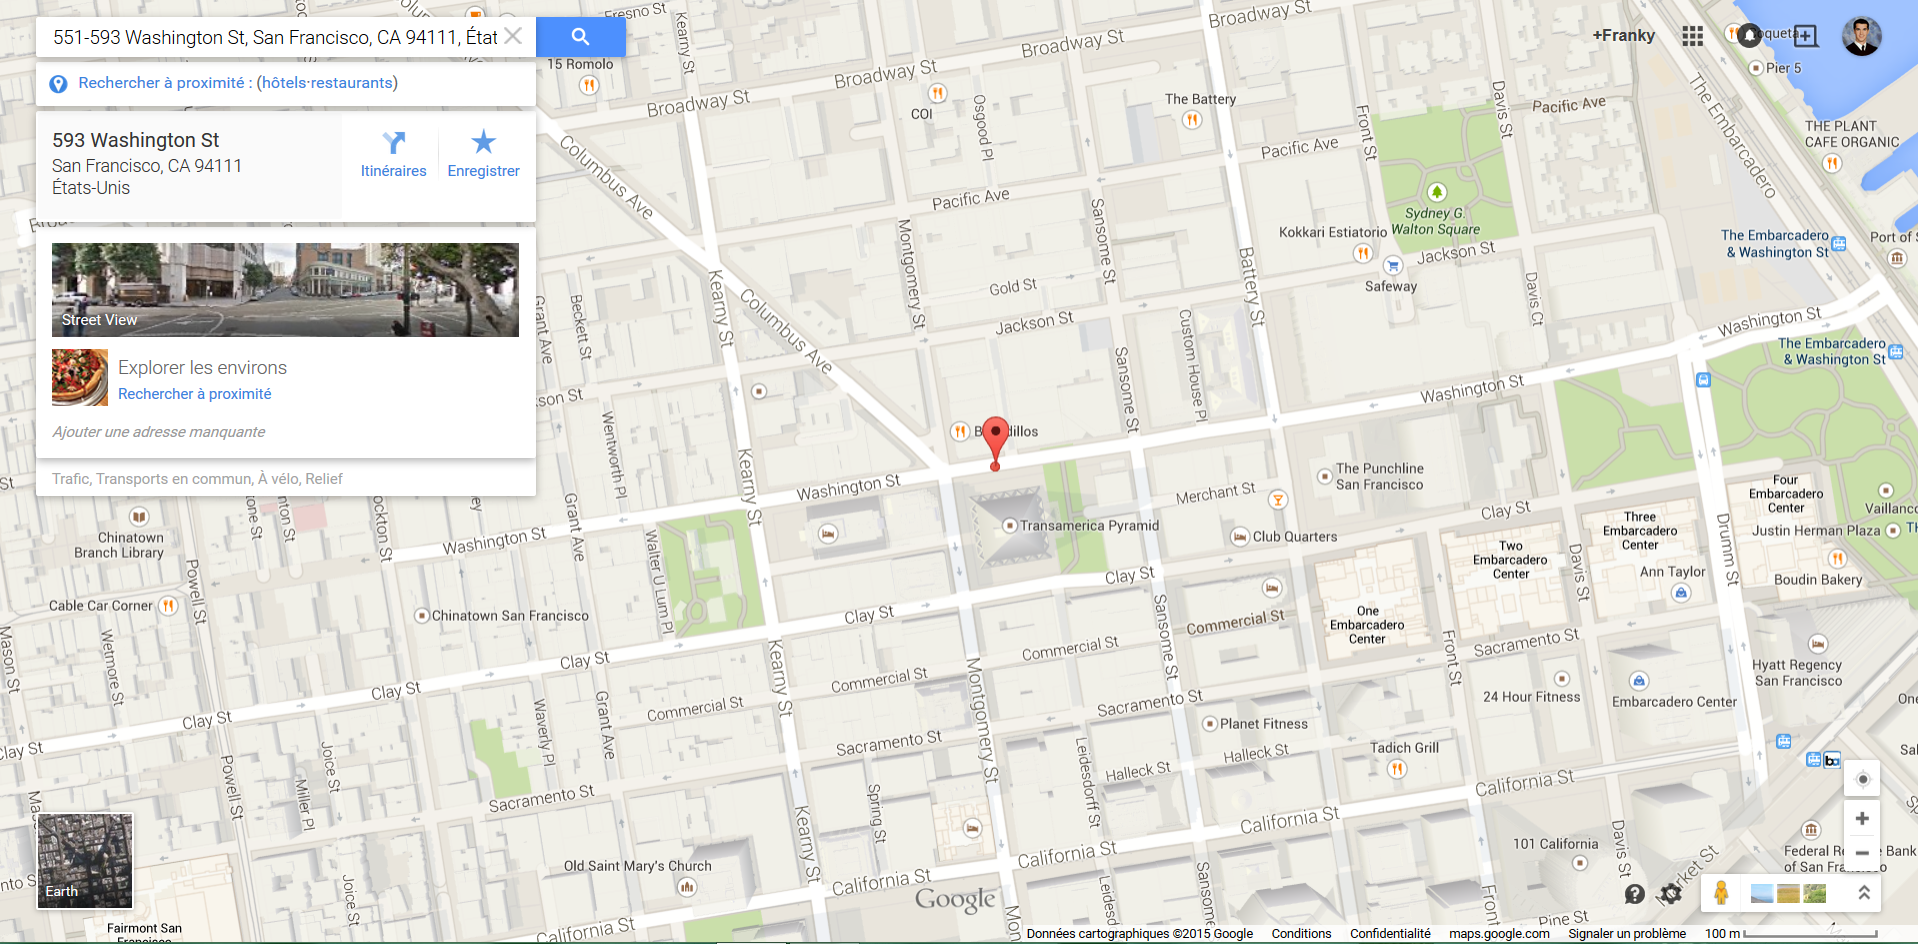 551-593 Washington St, San Francisco, CA 94111, État
Rechercher à proximité : (hôtels·restaurants)
593 Washington St
San Francisco, CA 94111
États-Unis
Itinéraires
Enregistrer
Street View
Explorer les environs
Rechercher à proximité
Ajouter une adresse manquante
Trafic, Transports en commun, À vélo, Relief
+Franky
Fresno St
Broadway St
Broadway St
Broadway St
Broadway St
Kearny St
15 Romolo
COI
Osgood Pl
The Battery
Front St
Davis St
Pacific Ave
Pacific Ave
Pacific Ave
Pier 5
The Embarcadero
THE PLANT
CAFE ORGANIC
Columbus Ave
Columbus Ave
Sydney G.
Walton Square
Kokkari Estiatorio
Jackson St
Safeway
The Embarcadero
& Washington St
Port of S
Montgomery St
Sansome St
Battery St
Kearny St
Gold St
Jackson St
Davis Ct
Washington St
The Embarcadero
& Washington St
Grant Ave
Beckett St
Custom House Pl
Sansome St
Washington St
son St
Wentworth Pl
Kearny St
Washington St
Washington St
Transamerica Pyramid
Merchant St
The Punchline
San Francisco
Clay St
Club Quarters
Four
Embarcadero
Center
Three
Embarcadero
Center
Two
Embarcadero
Center
One
Embarcadero
Center
Vaillanc
Justin Herman Plaza
Boudin Bakery
Ann Taylor
Drumm St
Davis St
Chinatown
Branch Library
Grant Ave
Walter U Lum Pl
Powell St
Cable Car Corner
Chinatown San Francisco
Clay St
Clay St
Clay St
Clay St
Clay St
Clay St
Mason St
Wetmore St
Commercial St
Commercial St
Commercial St
Commercial St
Sansome St
Front St
Sacramento St
Hyatt Regency
San Francisco
24 Hour Fitness
Embarcadero Center
Kearny St
Montgomery St
Grant Ave
Waverly Pl
Sacramento St
Sacramento St
Sacramento St
Planet Fitness
Halleck St
Halleck St
Tadich Grill
Leidesdorff St
Joice St
Powell St
Miller Pl
Spring St
Kearny St
California St
California St
California St
California St
California St
101 California
Old Saint Mary's Church
Joice St
Sansome St
Front St
Davis St
Market St
Pine St
Earth
Fairmont San
Google
Données cartographiques ©2015 Google
Conditions
Confidentialité
maps.google.com
Signaler un problème
100 m